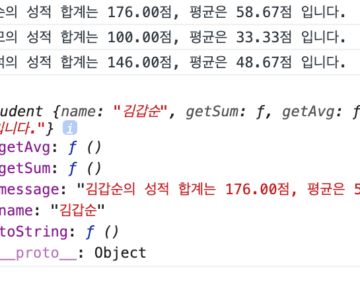 순의 성적 합계는 176.00점, 평균은 58.67점 입니다.
의 성적 합계는 100.00점, 평균은 33.33점 입니다.
의 성적 합계는 146.00점, 평균은 48.67점 입니다.
udent {name: "김갑순", getSum: ƒ, getAvg: ƒ
입니다."} i
getAvg: ƒ ()
getSum: ƒ ()
message: "김갑순의 성적 합계는 176.00점, 평균은 5
name: "김갑순"
toString: ƒ ()
__proto__: Object